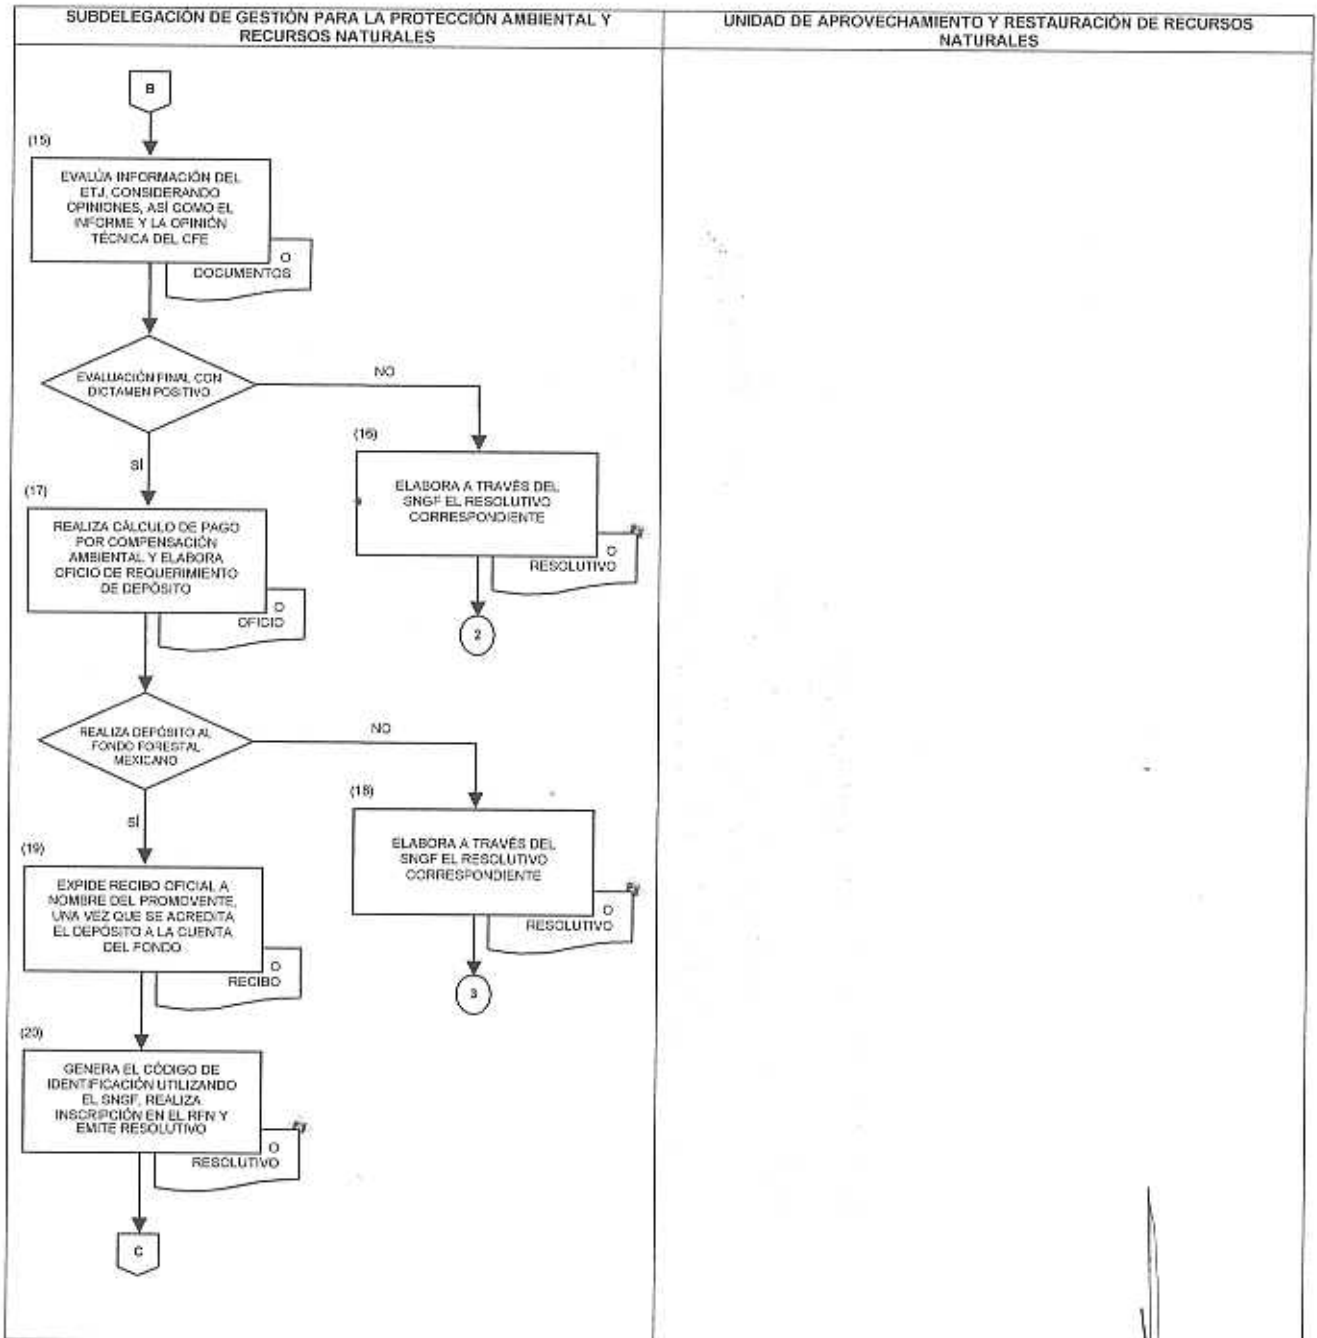 SUBDELEGACIÓN DE GESTIÓN PARA LA PROTECCIÓN AMBIENTAL Y
RECURSOS NATURALES
UNIDAD DE APROVECHAMIENTO Y RESTAURACIÓN DE RECURSOS
NATURALES
B
(15)
EVALÚA INFORMACIÓN DEL
ETJ, CONSIDERANDO
OPINIONES, ASÍ COMO EL
INFORME Y LA OPINIÓN
TÉCNICA DEL CFE
O
DOCUMENTOS
EVALUACIÓN FINAL CON
DICTAMEN POSITIVO
NO
SÍ
(16)
ELABORA A TRAVÉS DEL
SNGF EL RESOLUTIVO
CORRESPONDIENTE
O
RESOLUTIVO
2
(17)
REALIZA CÁLCULO DE PAGO
POR COMPENSACIÓN
AMBIENTAL Y ELABORA
OFICIO DE REQUERIMIENTO
DE DEPÓSITO
O
OFICIO
REALIZA DEPÓSITO AL
FONDO FORESTAL
MEXICANO
NO
SÍ
(18)
ELABORA A TRAVÉS DEL
SNGF EL RESOLUTIVO
CORRESPONDIENTE
O
RESOLUTIVO
3
(19)
EXPIDE RECIBO OFICIAL A
NOMBRE DEL PROMOVENTE,
UNA VEZ QUE SE ACREDITA
EL DEPÓSITO A LA CUENTA
DEL FONDO
O
RECIBO
(20)
GENERA EL CÓDIGO DE
IDENTIFICACIÓN UTILIZANDO
EL SNGF, REALIZA
INSCRIPCIÓN EN EL RFN Y
EMITE RESOLUTIVO
O
RESOLUTIVO
C